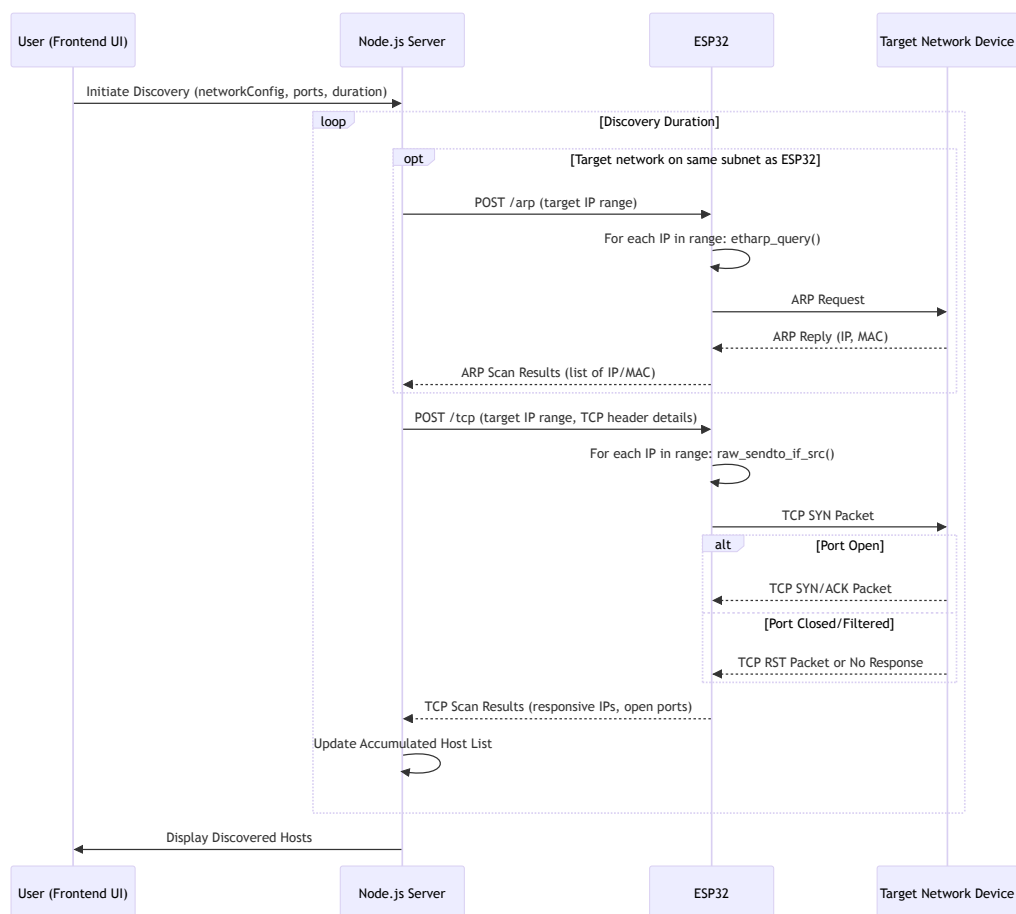 User (Frontend UI)
Node.js Server
ESP32
Target Network Device
Initiate Discovery (networkConfig, ports, duration)
loop
[Discovery Duration]
opt
[Target network on same subnet as ESP32]
POST /arp (target IP range)
For each IP in range: etharp_query()
ARP Request
ARP Reply (IP, MAC)
ARP Scan Results (list of IP/MAC)
POST /tcp (target IP range, TCP header details)
For each IP in range: raw_sendto_if_src()
TCP SYN Packet
alt
[Port Open]
TCP SYN/ACK Packet
[Port Closed/Filtered]
TCP RST Packet or No Response
TCP Scan Results (responsive IPs, open ports)
Update Accumulated Host List
Display Discovered Hosts
User (Frontend UI)
Node.js Server
ESP32
Target Network Device